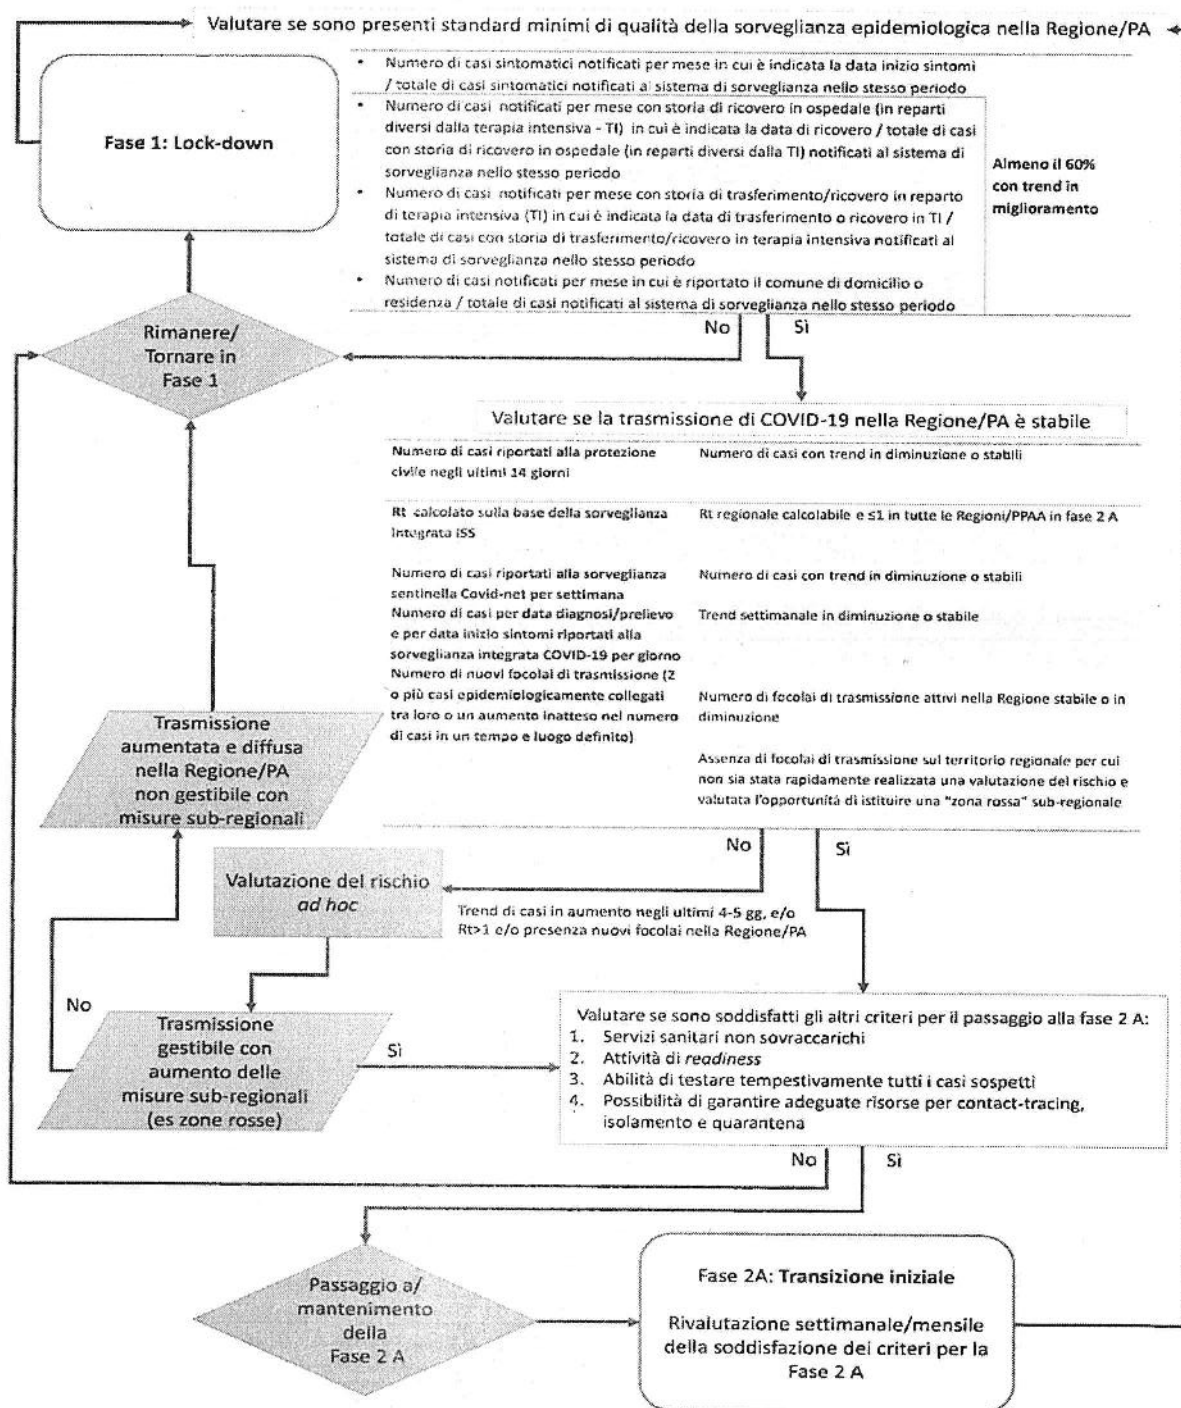 Valutare se sono presenti standard minimi di qualità della sorveglianza epidemiologica nella Regione/PA
Fase 1: Lock-down
• Numero di casi sintomatici notificati per mese in cui è indicata la data inizio sintomi
/ totale di casi sintomatici notificati al sistema di sorveglianza nello stesso periodo
• Numero di casi notificati per mese con storia di ricovero in ospedale (in reparti
diversi dalla terapia intensiva - TI) in cui è indicata la data di ricovero / totale di casi
con storia di ricovero in ospedale (in reparti diversi dalla TI) notificati al sistema di
sorveglianza nello stesso periodo
• Numero di casi notificati per mese con storia di trasferimento/ricovero in reparto
di terapia intensiva (TI) in cui è indicata la data di trasferimento o ricovero in TI /
totale di casi con storia di trasferimento/ricovero in terapia intensiva notificati al
sistema di sorveglianza nello stesso periodo
• Numero di casi notificati per mese in cui è riportato il comune di domicilio o
residenza / totale di casi notificati al sistema di sorveglianza nello stesso periodo
Almeno il 60%
con trend in
miglioramento
No
Sì
Rimanere/
Tornare in
Fase 1
Valutare se la trasmissione di COVID-19 nella Regione/PA è stabile
Numero di casi riportati alla protezione
civile negli ultimi 14 giorni
Numero di casi con trend in diminuzione o stabili
Rt calcolato sulla base della sorveglianza
integrata ISS
Rt regionale calcolabile e ≤1 in tutte le Regioni/PPAA in fase 2 A
Numero di casi riportati alla sorveglianza
sentinella Covid-net per settimana
Numero di casi con trend in diminuzione o stabili
Numero di casi per data diagnosi/prelievo
e per data inizio sintomi riportati alla
sorveglianza integrata COVID-19 per giorno
Trend settimanale in diminuzione o stabile
Numero di nuovi focolai di trasmissione (2
o più casi epidemiologicamente collegati
tra loro o un aumento inatteso nel numero
di casi in un tempo e luogo definito)
Numero di focolai di trasmissione attivi nella Regione stabile o in
diminuzione
Assenza di focolai di trasmissione sul territorio regionale per cui
non sia stata rapidamente realizzata una valutazione del rischio e
valutata l'opportunità di istituire una "zona rossa" sub-regionale
Trasmissione
aumentata e diffusa
nella Regione/PA
non gestibile con
misure sub-regionali
No
Sì
Valutazione del rischio
ad hoc
Trend di casi in aumento negli ultimi 4-5 gg, e/o
Rt>1 e/o presenza nuovi focolai nella Regione/PA
No
Trasmissione
gestibile con
aumento delle
misure sub-regionali
(es zone rosse)
Sì
Valutare se sono soddisfatti gli altri criteri per il passaggio alla fase 2 A:
1. Servizi sanitari non sovraccarichi
2. Attività di readiness
3. Abilità di testare tempestivamente tutti i casi sospetti
4. Possibilità di garantire adeguate risorse per contact-tracing,
isolamento e quarantena
No
Sì
Passaggio a/
mantenimento
della
Fase 2 A
Fase 2A: Transizione iniziale
Rivalutazione settimanale/mensile
della soddisfazione dei criteri per la
Fase 2 A